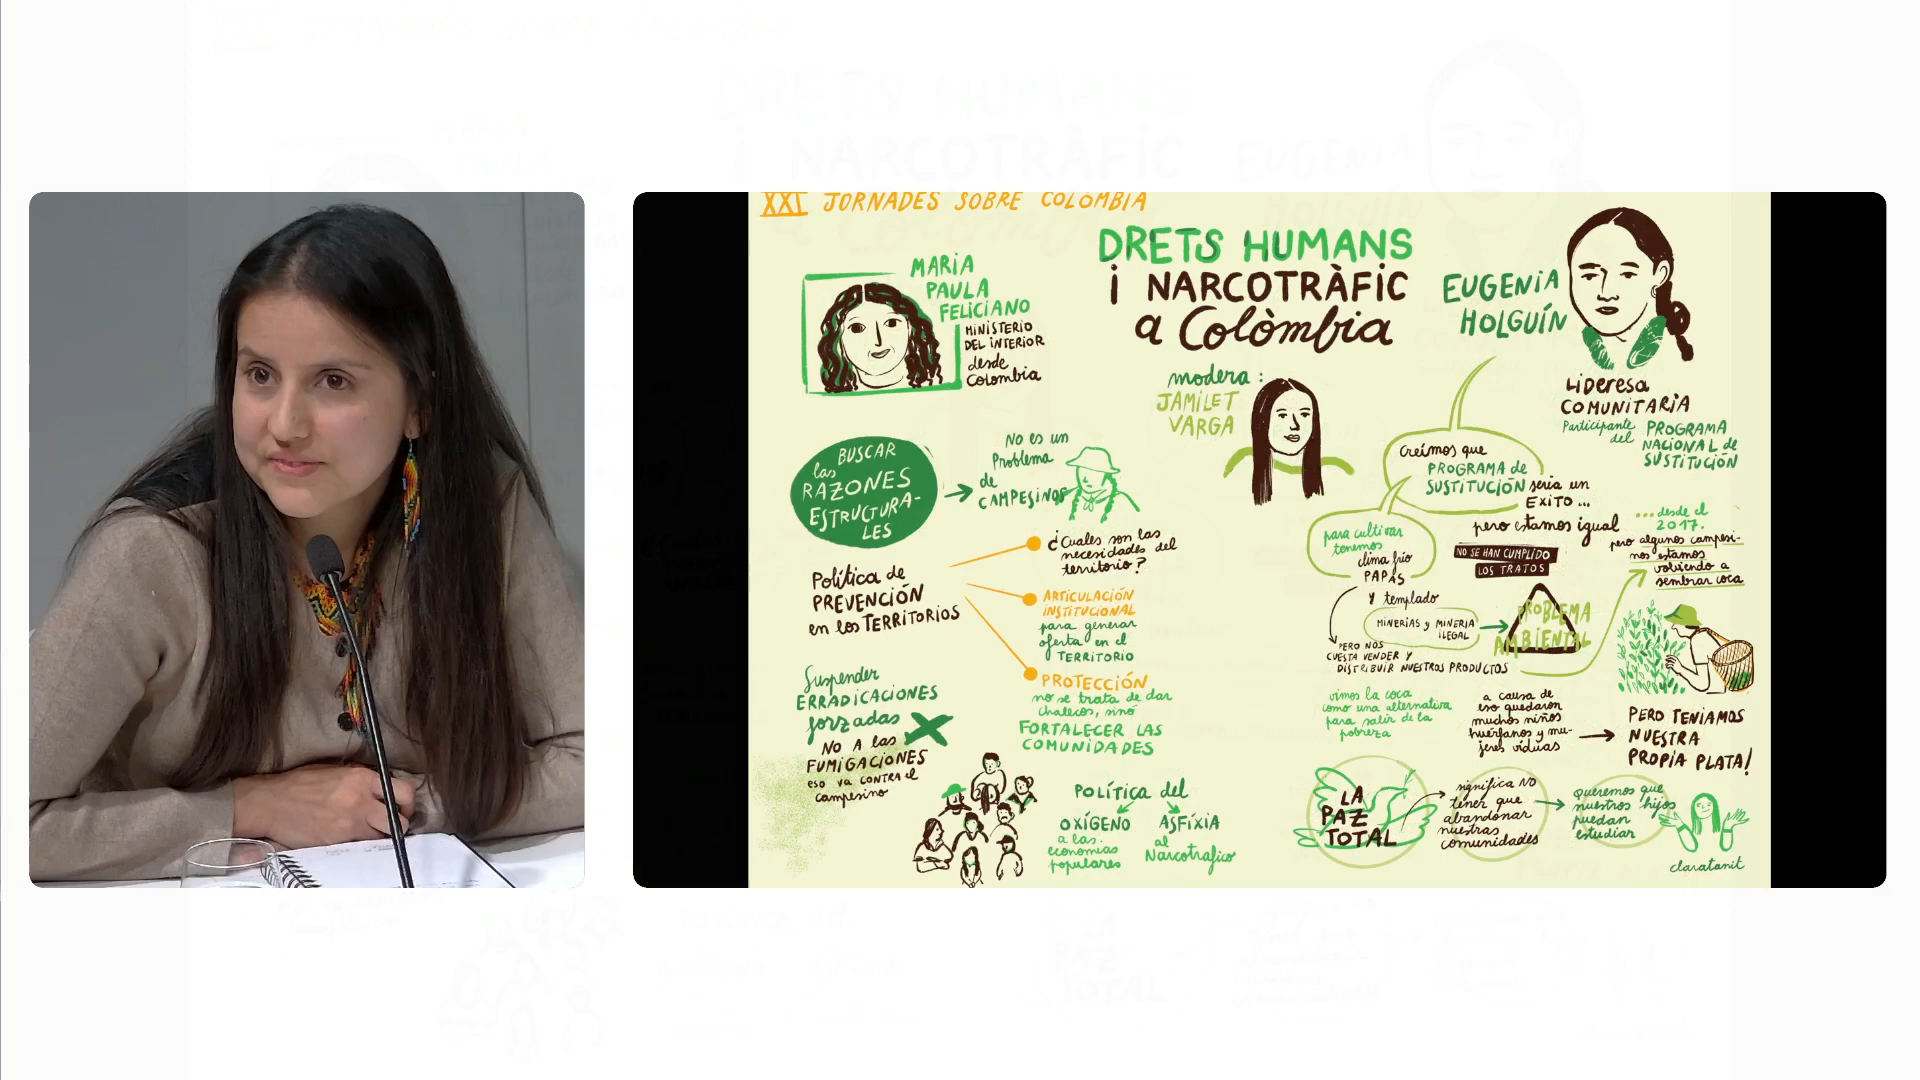 XXI JORNADES SOBRE COLÒMBIA
DRETS HUMANS
i NARCOTRÀFIC
a Colòmbia
MARIA
PAULA
FELICIANO
MINISTERIO
DEL INTERIOR
desde
Colombia
modera:
JAMILET
VARGA
EUGENIA
HOLGUÍN
LIDERESA
COMUNITARIA
Participante
del
PROGRAMA
NACIONAL de
SUSTITUCIÓN
BUSCAR
las
RAZONES
ESTRUCTURA-
LES
No es un
Problema
de
CAMPESINOS
Política de
PREVENCIÓN
en los TERRITORIOS
¿Cuales son las
necesidades del
territorio?
ARTICULACIÓN
INSTITUCIONAL
para generar
oferta en el
TERRITORIO
PROTECCIÓN
no se trata de dar
chalecos, sinó
FORTALECER LAS
COMUNIDADES
Suspender
ERRADICACIONES
forzadas
NO A las
FUMIGACIONES
eso va CONTRA el
campesino
POLÍTICA del
OXÍGENO
a las
economías
populares
ASFÍXIA
al
Narcotrafico
Creímos que
PROGRAMA de
SUSTITUCIÓN sería un
EXITO...
pero estamos igual
...desde el
2017.
NO SE HAN CUMPLIDO
LOS TRATOS
pero algunos campesi-
nos estamos
volviendo a
sembrar coca
para cultivar
tenemos
clima frio
PAPAS
y templado
MINERIAS y MINERIA
ILEGAL
PROBLEMA
AMBIENTAL
PERO NOS
CUESTA VENDER Y
DISTRIBUIR NUESTROS PRODUCTOS
vimos la coca
como una alternativa
para salir de la
pobreza
a causa de
eso quedaron
muchos niños
huérfanos y mu-
jeres viduas
PERO TENIAMOS
NUESTRA
PROPIA PLATA!
LA
PAZ
TOTAL
significa NO
tener que
abandonar
nuestras
comunidades
queremos que
nuestros hijos
puedan
estudiar
claratanit